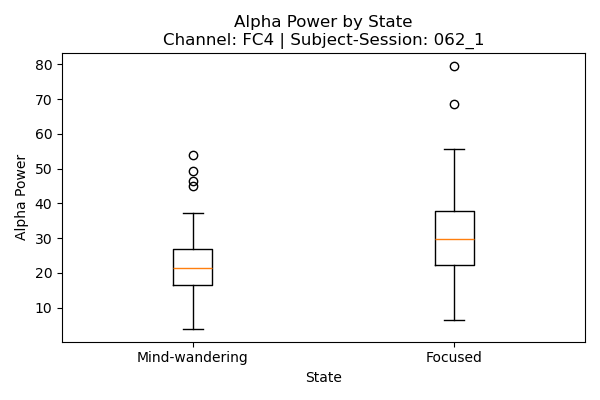 Alpha Power by State
Channel: FC4 | Subject-Session: 062_1
80
70
60
50
40
30
20
10
Alpha Power
Mind-wandering
Focused
State